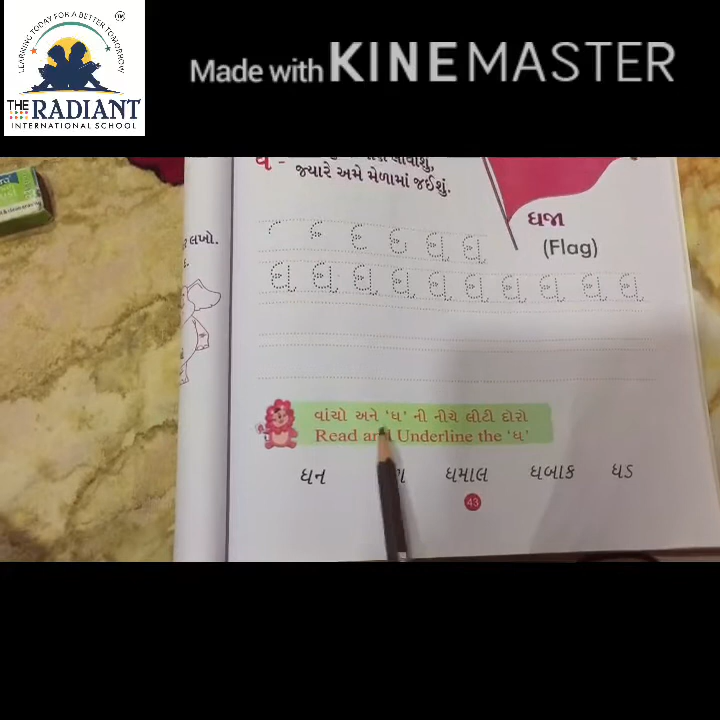 LEARNING TODAY FOR A BETTER TOMORROW
TM
THE RADIANT
INTERNATIONAL SCHOOL
Made with KINEMASTER
જ્યારે અમે મેળામાં જઈશું.
લખો.
ધજા
(Flag)
ધ ધ
ધ ધ ધ ધ ધ ધ ધ ધ ધ ધ
વાંચો અને 'ધ' ની નીચે લીટી દોરો
Read and Underline the 'ધ'
ધન ધમાલ ધબાક ધડ
43